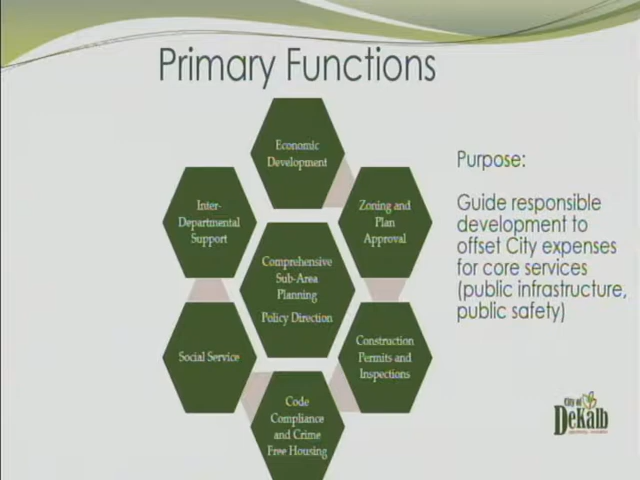 Primary Functions
Economic
Development
Inter-
Departmental
Support
Zoning and
Plan
Approval
Comprehensive
Sub-Area
Planning
Policy Direction
Social Service
Construction
Permits and
Inspections
Code
Compliance
and Crime
Free Housing
Purpose:
Guide responsible
development to
offset City expenses
for core services
(public infrastructure,
public safety)
City of
DeKalb